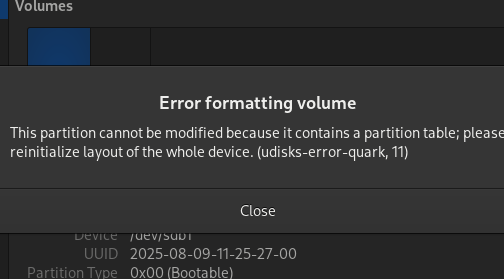 Volumes
Error formatting volume
This partition cannot be modified because it contains a partition table; please
reinitialize layout of the whole device. (udisks-error-quark, 11)
Close
Device /dev/sdb1
UUID 2025-08-09-11-25-27-00
Partition Type 0x00 (Bootable)